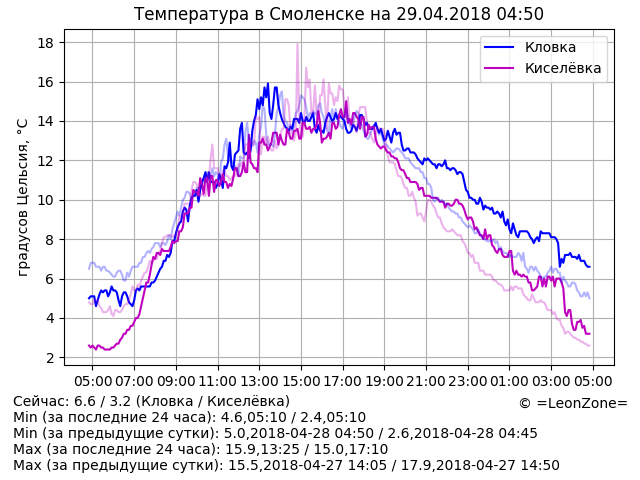 Температура в Смоленске на 29.04.2018 04:50
Кловка
Киселёвка
градусов Цельсия, °C
18
16
14
12
10
8
6
4
2
05:00 07:00 09:00 11:00 13:00 15:00 17:00 19:00 21:00 23:00 01:00 03:00 05:00
Сейчас: 6.6 / 3.2 (Кловка / Киселёвка)
© =LeonZone=
Min (за последние 24 часа): 4.6,05:10 / 2.4,05:10
Min (за предыдущие сутки): 5.0,2018-04-28 04:50 / 2.6,2018-04-28 04:45
Max (за последние 24 часа): 15.9,13:25 / 15.0,17:10
Max (за предыдущие сутки): 15.5,2018-04-27 14:05 / 17.9,2018-04-27 14:50